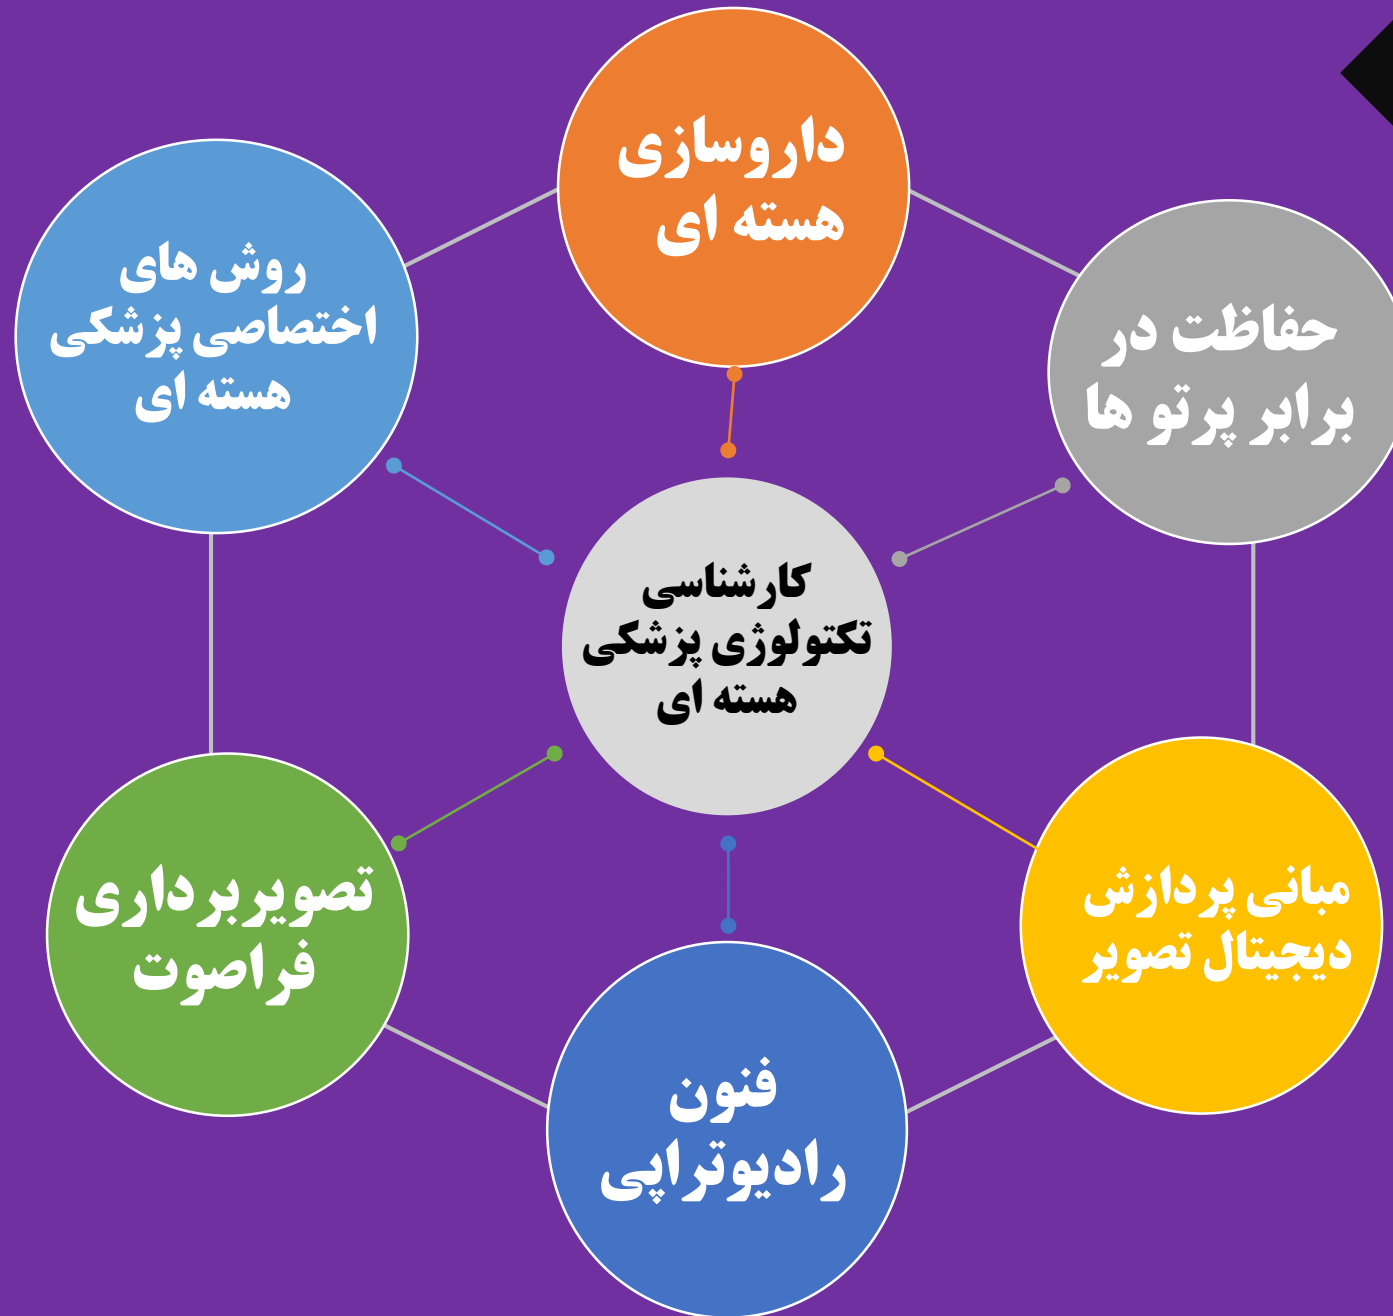 داروسازی
هسته ای
حفاظت در
برابر پرتو ها
روش های
اختصاصی پزشکی
هسته ای
کارشناسی
تکتولوژی پزشکی
هسته ای
مبانی پردازش
دیجیتال تصویر
تصویربرداری
فراصوت
فنون
رادیوتراپی